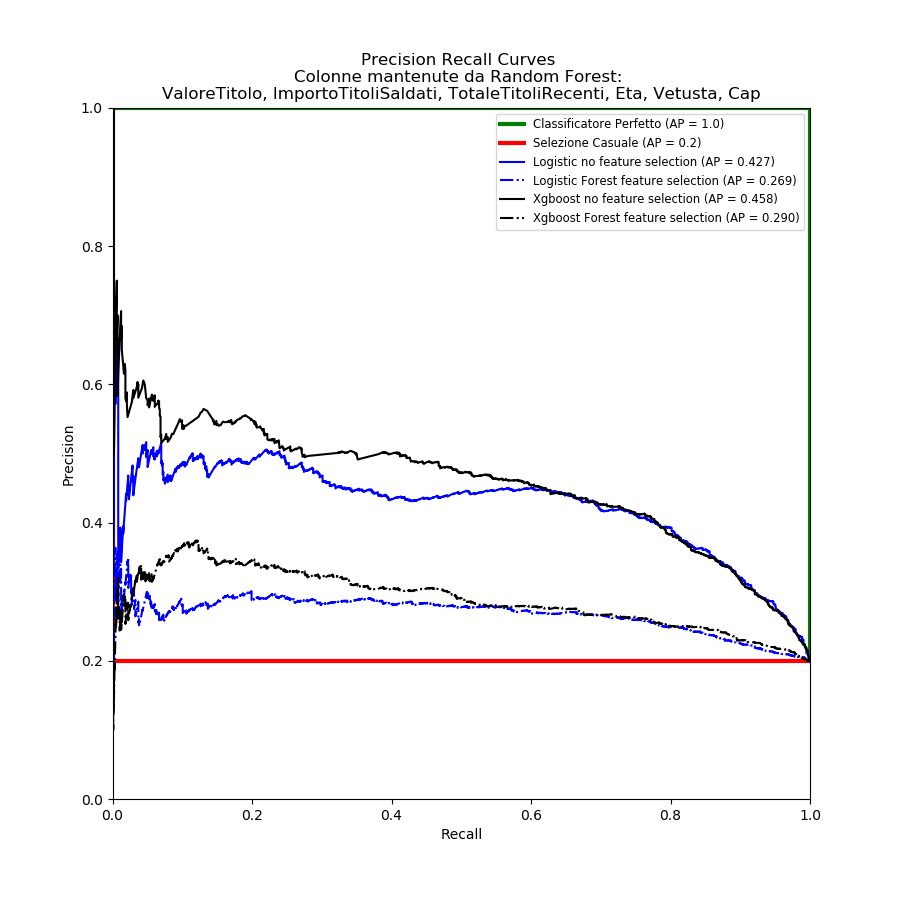 Precision Recall Curves
Colonne mantenute da Random Forest:
ValoreTitolo, ImportoTitoliSaldati, TotaleTitoliRecenti, Eta, Vetusta, Cap
Classificatore Perfetto (AP = 1.0)
Selezione Casuale (AP = 0.2)
Logistic no feature selection (AP = 0.427)
Logistic Forest feature selection (AP = 0.269)
Xgboost no feature selection (AP = 0.458)
Xgboost Forest feature selection (AP = 0.290)
Precision
1.0
0.8
0.6
0.4
0.2
0.0
0.0 0.2 0.4 0.6 0.8 1.0
Recall